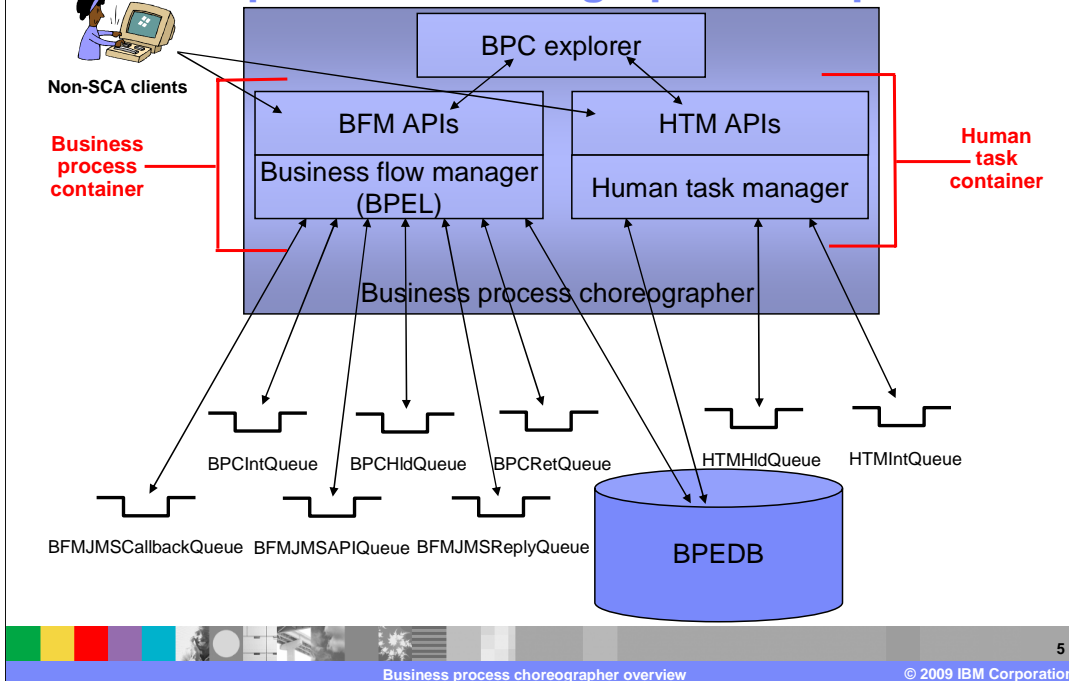 BPC explorer
Non-SCA clients
BFM APIs
HTM APIs
Business
process
container
Human
task
container
Business flow manager
(BPEL)
Human task manager
Business process choreographer
BPCIntQueue
BPCHldQueue
BPCRetQueue
HTMHldQueue
HTMIntQueue
BFMJMSCallbackQueue
BFMJMSAPIQueue
BFMJMSReplyQueue
BPEDB
5
Business process choreographer overview
© 2009 IBM Corporation